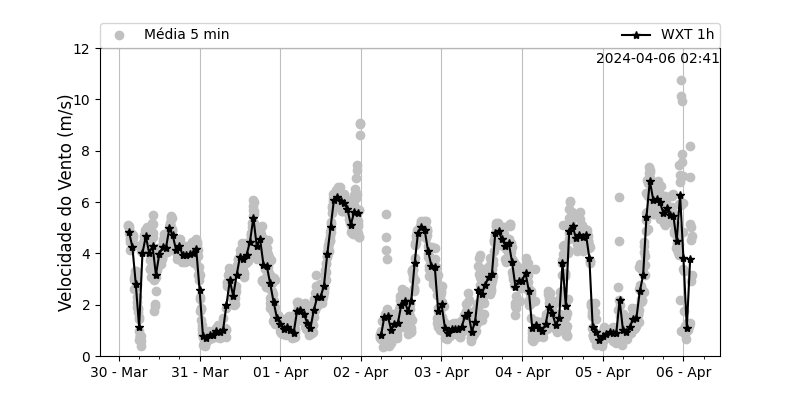 Média 5 min
WXT 1h
2024-04-06 02:41
Velocidade do Vento (m/s)
12
10
8
6
4
2
0
30 - Mar
31 - Mar
01 - Apr
02 - Apr
03 - Apr
04 - Apr
05 - Apr
06 - Apr